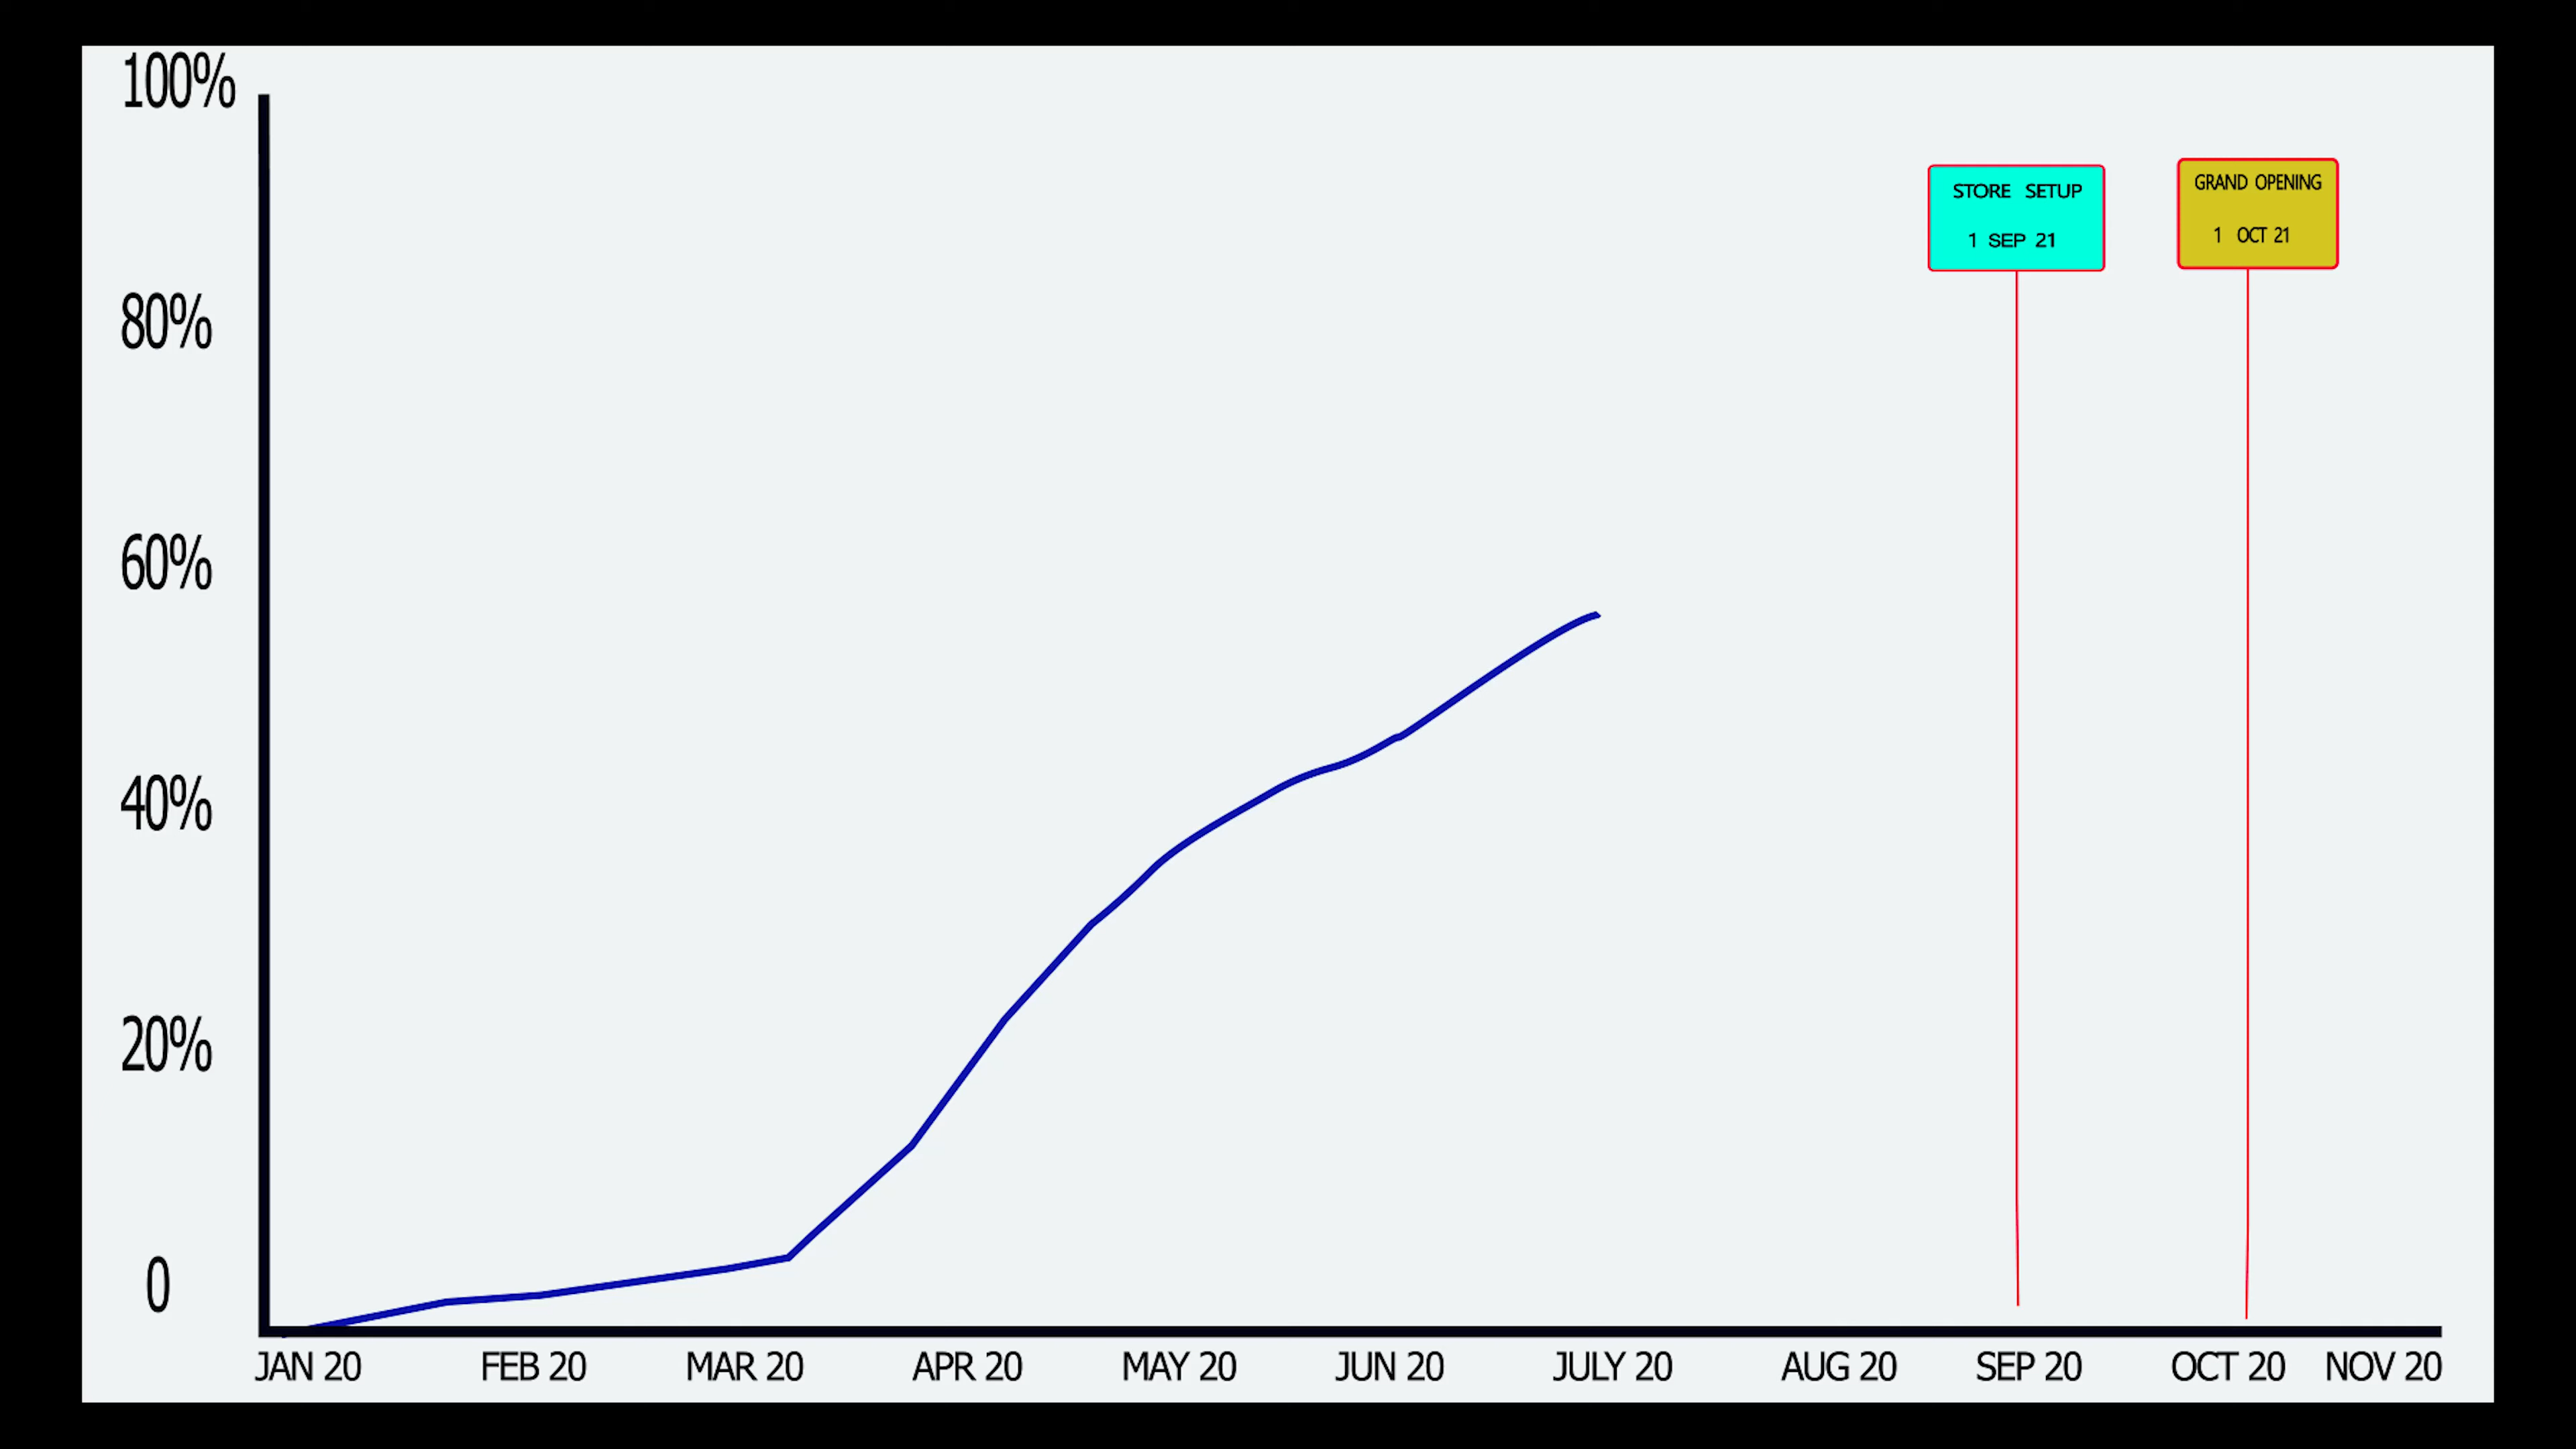 100%
80%
60%
40%
20%
0
STORE SETUP
1 SEP 21
GRAND OPENING
1 OCT 21
JAN 20 FEB 20 MAR 20 APR 20 MAY 20 JUN 20 JULY 20 AUG 20 SEP 20 OCT 20 NOV 20